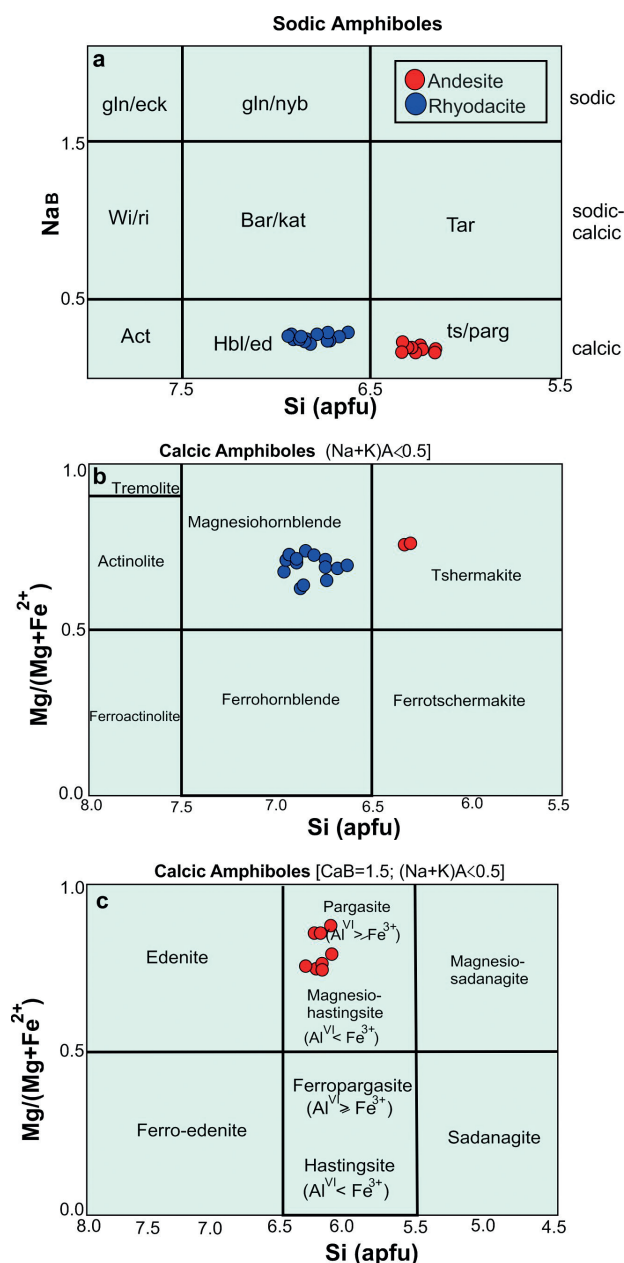 Sodic Amphiboles
a
gln/eck
gln/nyb
Andesite
Rhyodacite
sodic
1.5
NaB
Wi/ri
Bar/kat
Tar
sodic-
calcic
0.5
Act
Hbl/ed
ts/parg
calcic
7.5
6.5
5.5
Si (apfu)
Calcic Amphiboles (Na+K)A<0.5]
b
1.0
Tremolite
Magnesiohornblende
Actinolite
Tshermakite
Mg/(Mg+Fe2+)
0.5
Ferroactinolite
Ferrohornblende
Ferrotschermakite
0.0
8.0
7.5
7.0
6.5
6.0
5.5
Si (apfu)
Calcic Amphiboles [CaB=1.5; (Na+K)A<0.5]
c
1.0
Pargasite
(AlVI > Fe3+)
Edenite
Magnesio-
sadanagite
Magnesio-
hastingsite
(AlVI < Fe3+)
Mg/(Mg+Fe2+)
0.5
Ferropargasite
(AlVI ⩾ Fe3+)
Ferro-edenite
Sadanagite
Hastingsite
(AlVI < Fe3+)
0.0
8.0
7.5
7.0
6.5
6.0
5.5
5.0
4.5
Si (apfu)